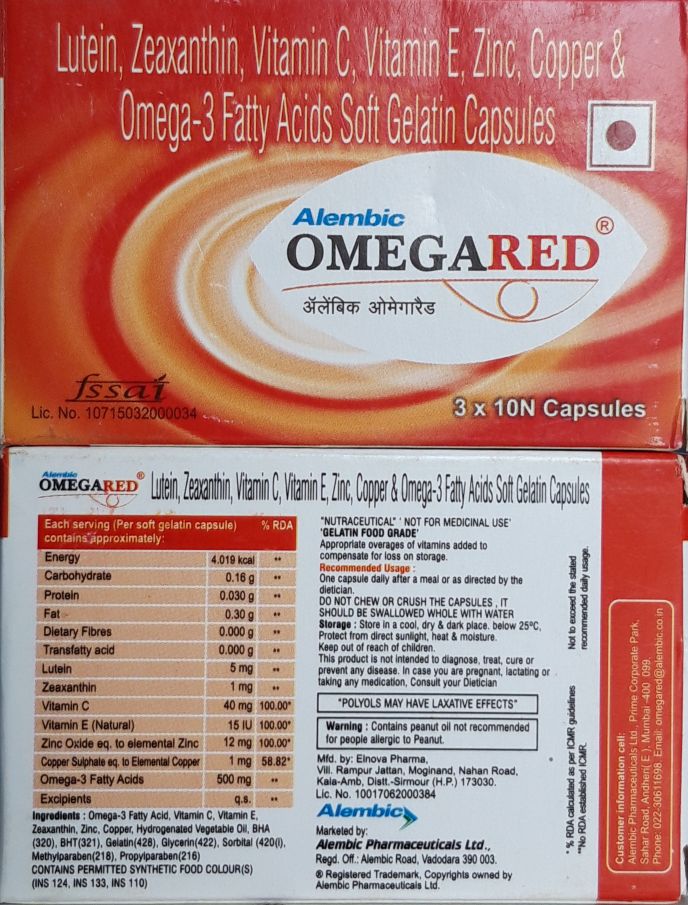 Lutein, Zeaxanthin, Vitamin C, Vitamin E, Zinc, Copper &
Omega-3 Fatty Acids Soft Gelatin Capsules
Alembic
OMEGARED®
ॲलेंबिक ओमेगारैड
fssai
Lic. No. 10715032000034
3 x 10N Capsules
Alembic
OMEGARED® Lutein, Zeaxanthin, Vitamin C, Vitamin E, Zinc, Copper & Omega-3 Fatty Acids Soft Gelatin Capsules
Each serving (Per soft gelatin capsule) % RDA
contains approximately:
Energy 4.019 kcal **
Carbohydrate 0.16 g **
Protein 0.030 g **
Fat 0.30 g **
Dietary Fibres 0.000 g **
Transfatty acid 0.000 g **
Lutein 5 mg **
Zeaxanthin 1 mg **
Vitamin C 40 mg 100.00*
Vitamin E (Natural) 15 IU 100.00*
Zinc Oxide eq. to elemental Zinc 12 mg 100.00*
Copper Sulphate eq. to Elemental Copper 1 mg 58.82*
Omega-3 Fatty Acids 500 mg **
Excipients q.s. **
Ingredients : Omega-3 Fatty Acid, Vitamin C, Vitamin E,
Zeaxanthin, Zinc, Copper, Hydrogenated Vegetable Oil, BHA
(320), BHT(321), Gelatin(428), Glycerin(422), Sorbital (420(i),
Methylparaben(218), Propylparaben(216)
CONTAINS PERMITTED SYNTHETIC FOOD COLOUR(S)
(INS 124, INS 133, INS 110)
"NUTRACEUTICAL" ' NOT FOR MEDICINAL USE'
'GELATIN FOOD GRADE'
Appropriate overages of vitamins added to
compensate for loss on storage.
Recommended Usage :
One capsule daily after a meal or as directed by the
dietician.
DO NOT CHEW OR CRUSH THE CAPSULES , IT
SHOULD BE SWALLOWED WHOLE WITH WATER
Storage : Store in a cool, dry & dark place. below 25ºC,
Protect from direct sunlight, heat & moisture.
Keep out of reach of children.
This product is not intended to diagnose, treat, cure or
prevent any disease. In case you are pregnant, lactating or
taking any medication, Consult your Dietician
"POLYOLS MAY HAVE LAXATIVE EFFECTS"
Warning : Contains peanut oil not recommended
for people allergic to Peanut.
Mfd. by: Elnova Pharma,
Vill. Rampur Jattan, Moginand, Nahan Road,
Kala-Amb, Distt.-Sirmour (H.P.) 173030.
Lic. No. 10017062000384
Alembic
Marketed by:
Alembic Pharmaceuticals Ltd.,
Regd. Off.: Alembic Road, Vadodara 390 003.
® Registered Trademark, Copyrights owned by
Alembic Pharmaceuticals Ltd.
Not to exceed the stated
recommended daily usage.
* % RDA calculated as per ICMR guidelines
**No RDA established ICMR.
Customer information cell:
Alembic Pharmaceuticals Ltd., Prime Corporate Park,
Sahar Road, Andheri( E ), Mumbai -400 099.
Phone: 022-30611698 Email: omegared@alembic.co.in